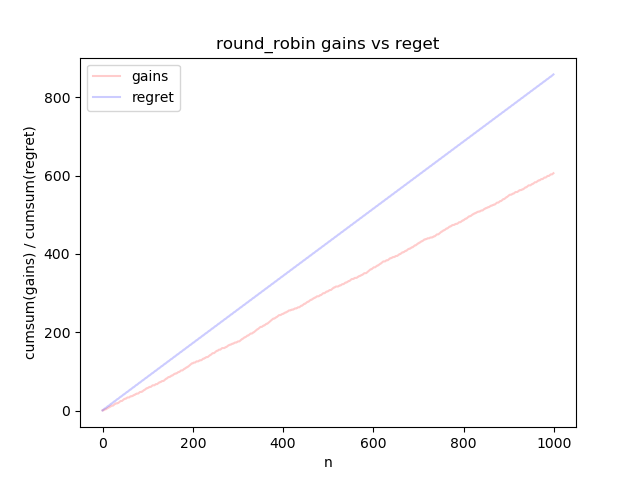 round_robin gains vs reget
gains
regret
cumsum(gains) / cumsum(regret)
800
600
400
200
0
0 200 400 600 800 1000
n